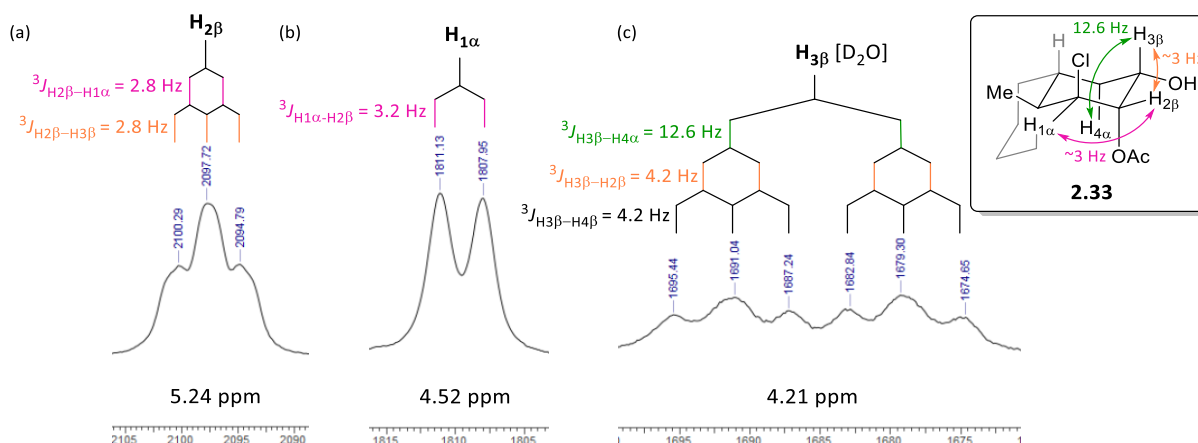 (a)
H2β
³JH2β−H1α = 2.8 Hz
³JH2β−H3β = 2.8 Hz
2100.29
2097.72
2094.79
5.24 ppm
2105 2100 2095 2090
(b)
H1α
³JH1α-H2β = 3.2 Hz
1811.13
1807.95
4.52 ppm
1815 1810 1805
(c)
H3β [D₂O]
³JH3β−H4α = 12.6 Hz
³JH3β−H2β = 4.2 Hz
³JH3β−H4β = 4.2 Hz
1695.44
1691.04
1687.24
1682.84
1679.30
1674.65
4.21 ppm
1695 1690 1685 1680 1675
12.6 Hz
H3β
H
Cl
~3 Hz
OH
Me
H2β
H1α
H4α
~3 Hz
OAc
2.33